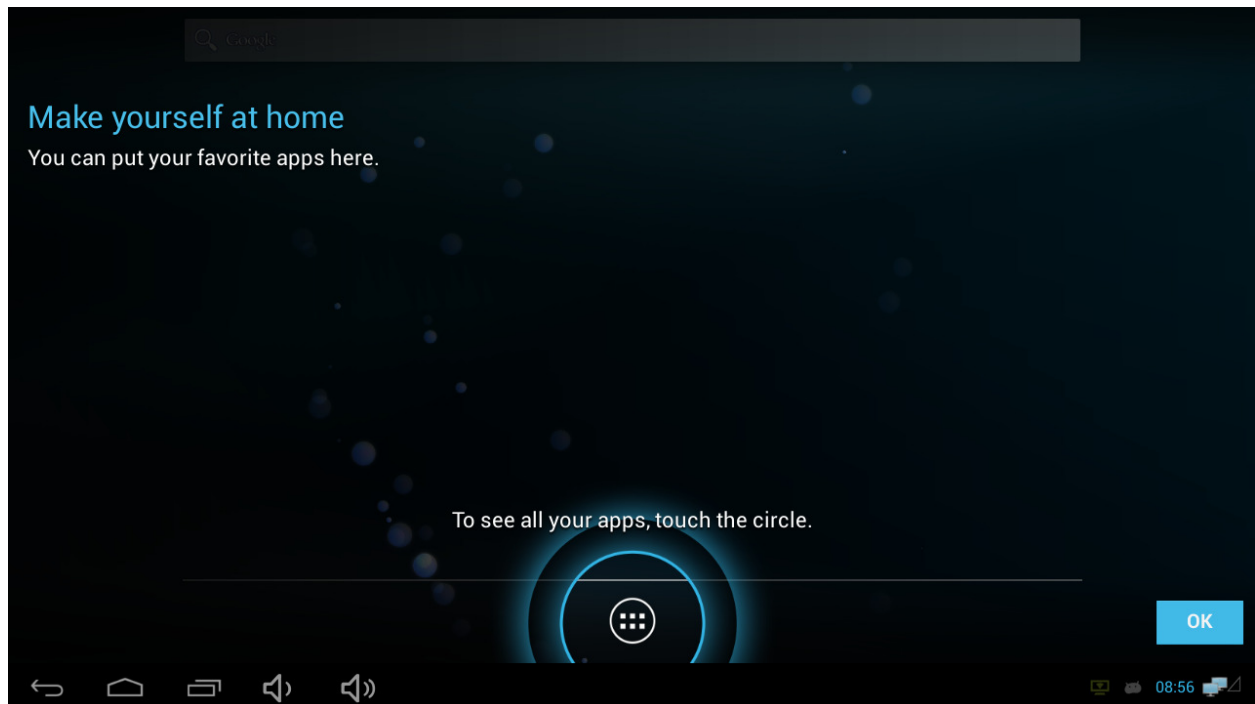 Google
Make yourself at home
You can put your favorite apps here.
To see all your apps, touch the circle.
OK
08:56